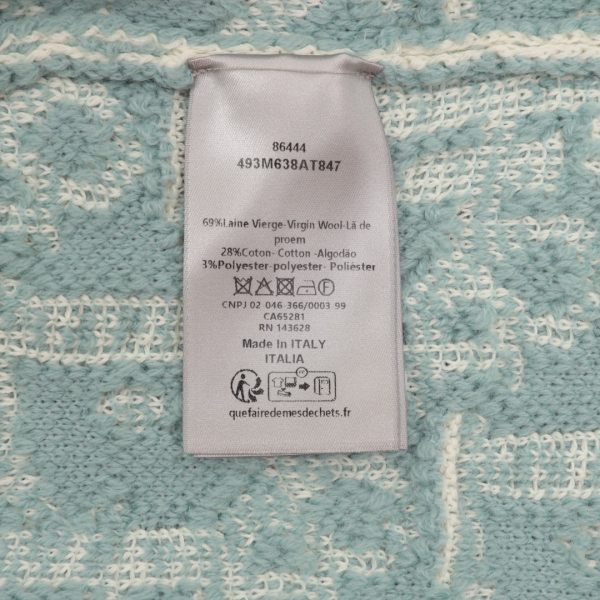 86444
493M638AT847
69%Laine Vierge-Virgin Wool-Lã de
proem
28%Coton- Cotton -Algodão
3%Polyester-polyester- Poliéster
CNPJ 02 046-366/0003-99
CA65281
RN 143628
Made In ITALY
ITALIA
quefairedemesdechets.fr